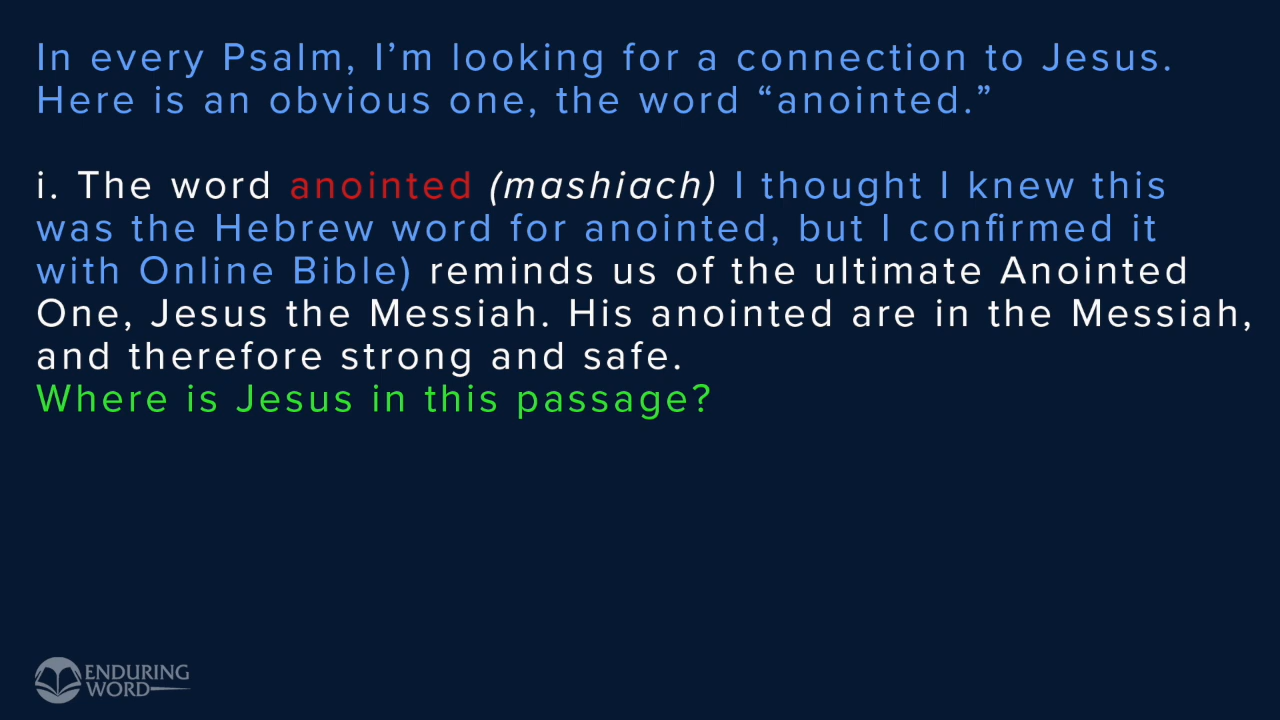 In every Psalm, I’m looking for a connection to Jesus.
Here is an obvious one, the word “anointed.”
i. The word anointed (mashiach) I thought I knew this
was the Hebrew word for anointed, but I confirmed it
with Online Bible) reminds us of the ultimate Anointed
One, Jesus the Messiah. His anointed are in the Messiah,
and therefore strong and safe.
Where is Jesus in this passage?
ENDURING
WORD